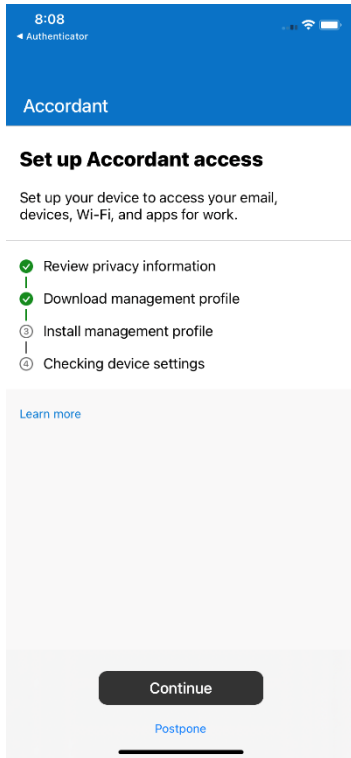 8:08
◀ Authenticator
Accordant
Set up Accordant access
Set up your device to access your email,
devices, Wi-Fi, and apps for work.
Review privacy information
Download management profile
3 Install management profile
4 Checking device settings
Learn more
Continue
Postpone